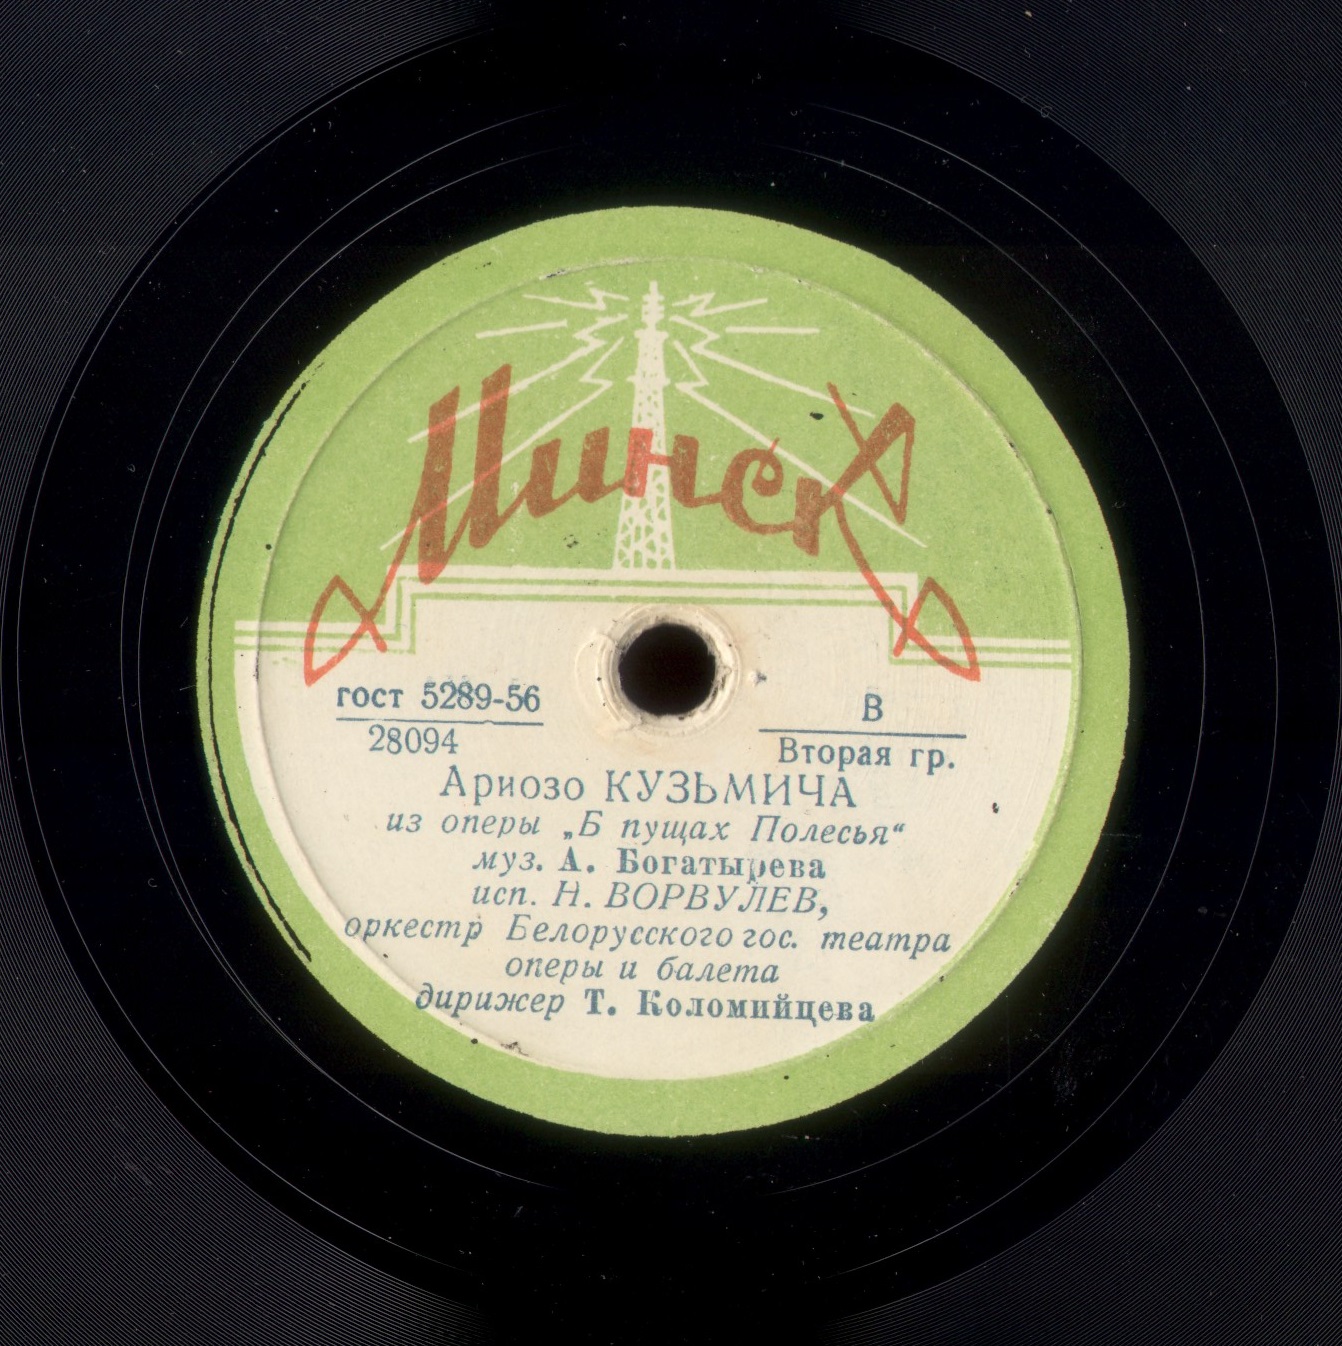 Минск
гост 5289-56
28094
В
Вторая гр.
Ариозо КУЗЬМИЧА
из оперы „Б пущах Полесья“
муз. А. Богатырева
исп. Н. ВОРВУЛЕВ,
оркестр Белорусского гос. театра
оперы и балета
дирижер Т. Коломийцева